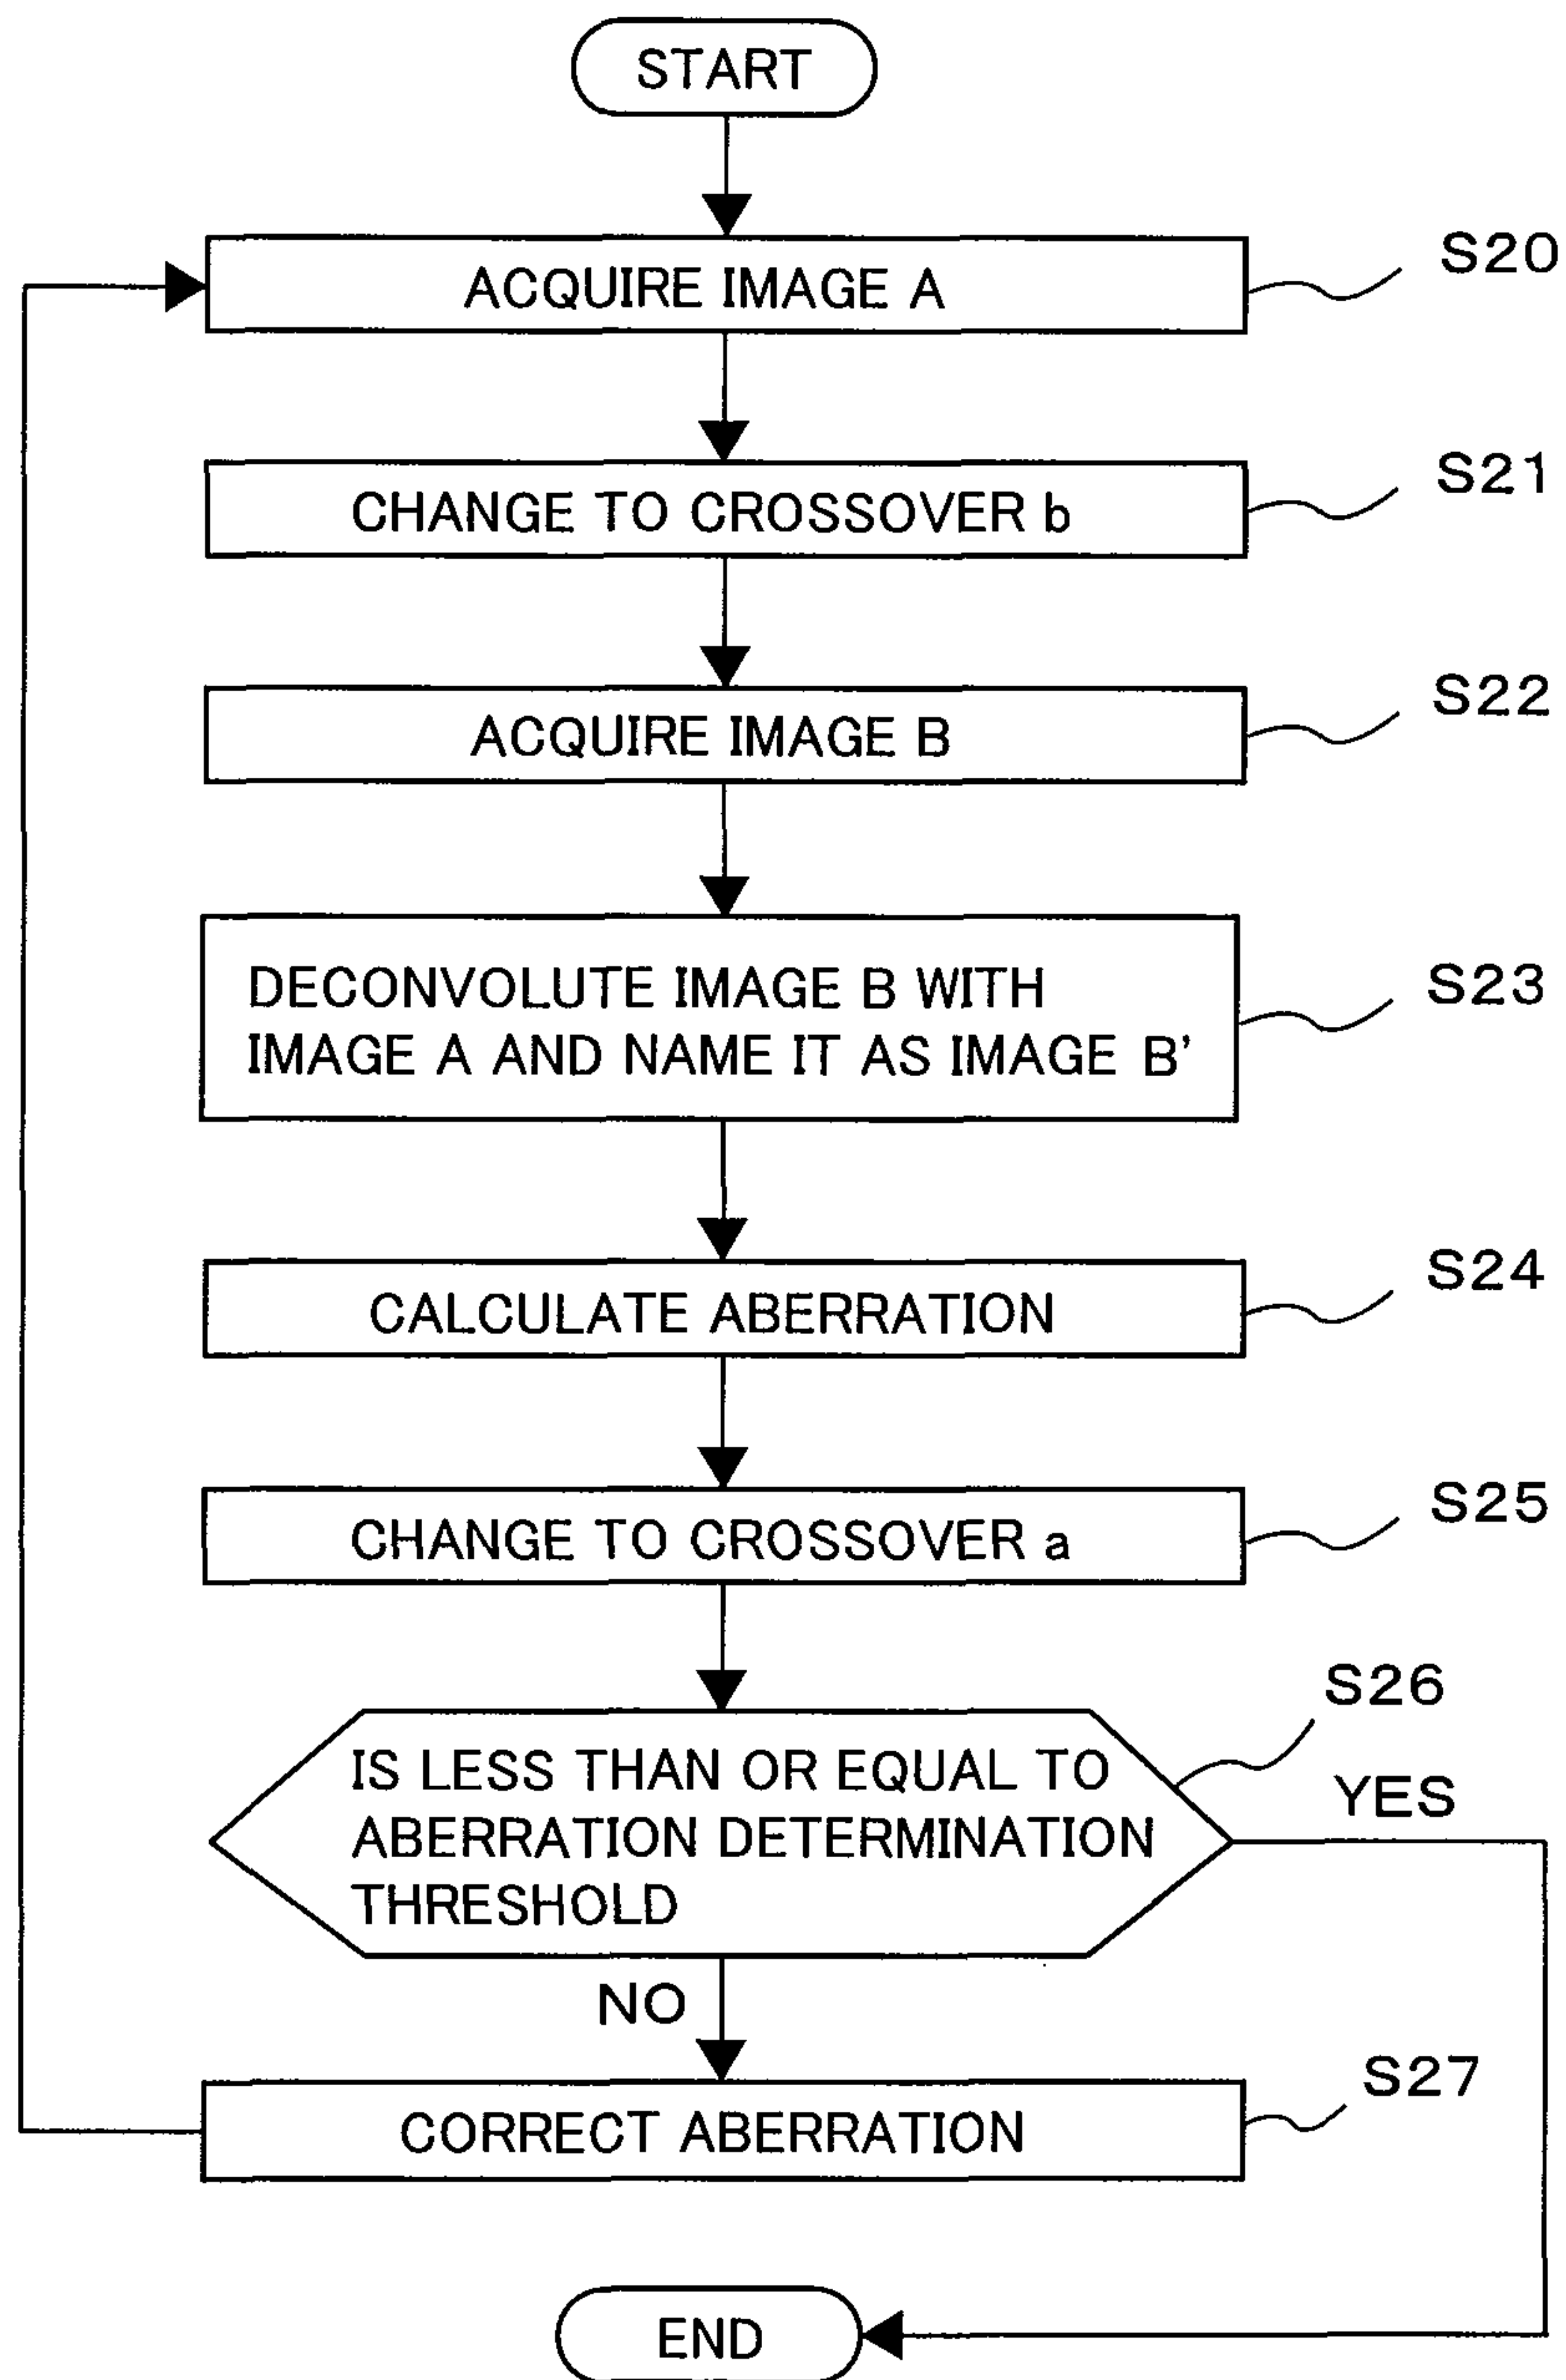 START
ACQUIRE IMAGE A
S20
CHANGE TO CROSSOVER b
S21
ACQUIRE IMAGE B
S22
DECONVOLUTE IMAGE B WITH
IMAGE A AND NAME IT AS IMAGE B'
S23
CALCULATE ABERRATION
S24
CHANGE TO CROSSOVER a
S25
S26
IS LESS THAN OR EQUAL TO
ABERRATION DETERMINATION
THRESHOLD
YES
NO
CORRECT ABERRATION
S27
END